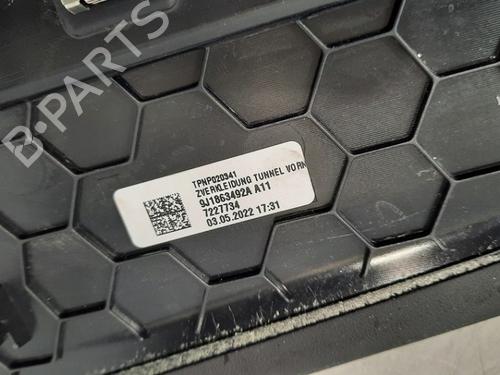 B-PARTS
TPNP020341
ZVERKLEIDUNG TUNNEL VORN
9J1863492A A11
7227734
03.05.2022 17:31